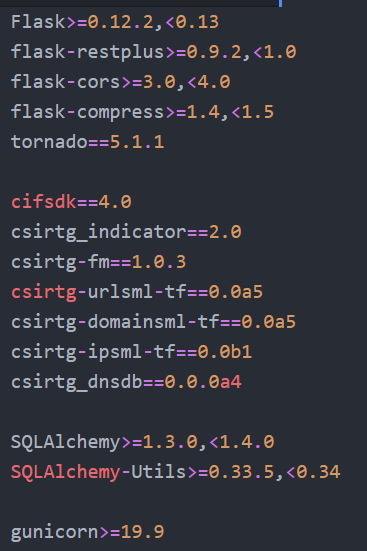 Flask>=0.12.2,<0.13
flask-restplus>=0.9.2,<1.0
flask-cors>=3.0,<4.0
flask-compress>=1.4,<1.5
tornado==5.1.1
cifsdk==4.0
csirtg_indicator==2.0
csirtg-fm==1.0.3
csirtg-urlsml-tf==0.0a5
csirtg-domainsml-tf==0.0a5
csirtg-ipsml-tf==0.0b1
csirtg_dnsdb==0.0.0a4
SQLAlchemy>=1.3.0,<1.4.0
SQLAlchemy-Utils>=0.33.5,<0.34
gunicorn>=19.9